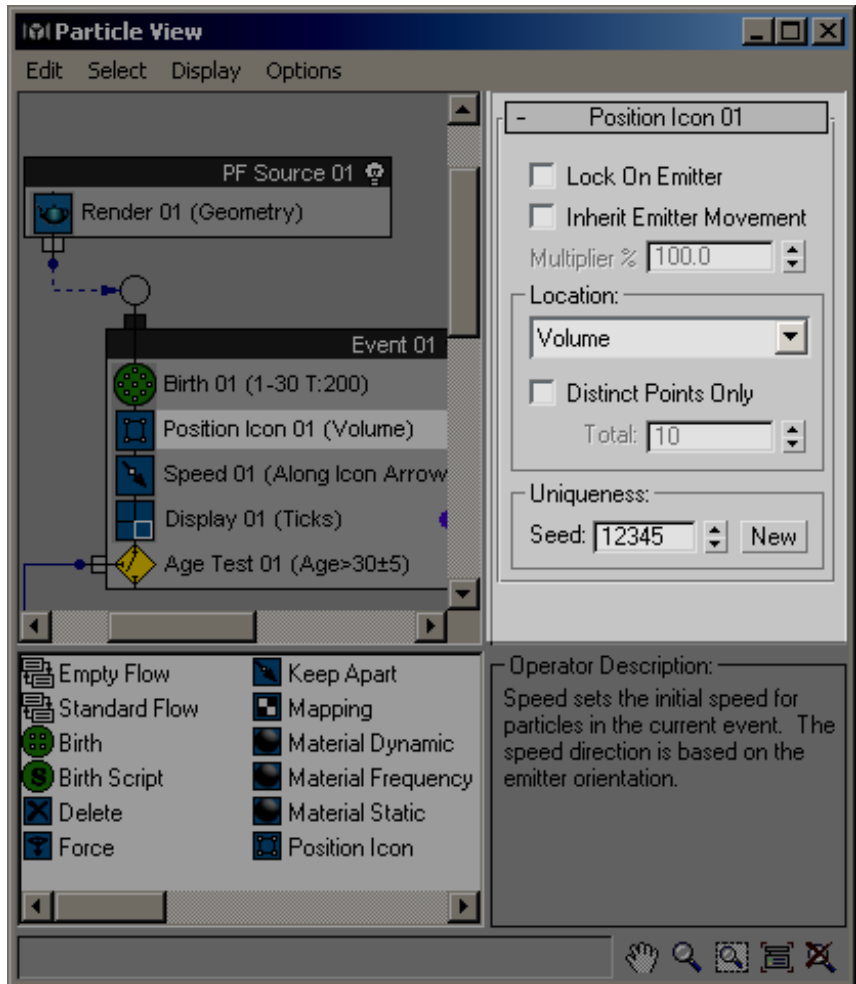 Particle View
Edit Select Display Options
PF Source 01
Render 01 (Geometry)
Event 01
Birth 01 (1-30 T:200)
Position Icon 01 (Volume)
Speed 01 (Along Icon Arrow
Display 01 (Ticks)
Age Test 01 (Age>30±5)
- Position Icon 01
Lock On Emitter
Inherit Emitter Movement
Multiplier % 100.0
Location:
Volume
Distinct Points Only
Total: 10
Uniqueness:
Seed: 12345 New
Empty Flow
Standard Flow
Birth
S Birth Script
Delete
Force
Keep Apart
Mapping
Material Dynamic
Material Frequency
Material Static
Position Icon
Operator Description:
Speed sets the initial speed for
particles in the current event. The
speed direction is based on the
emitter orientation.